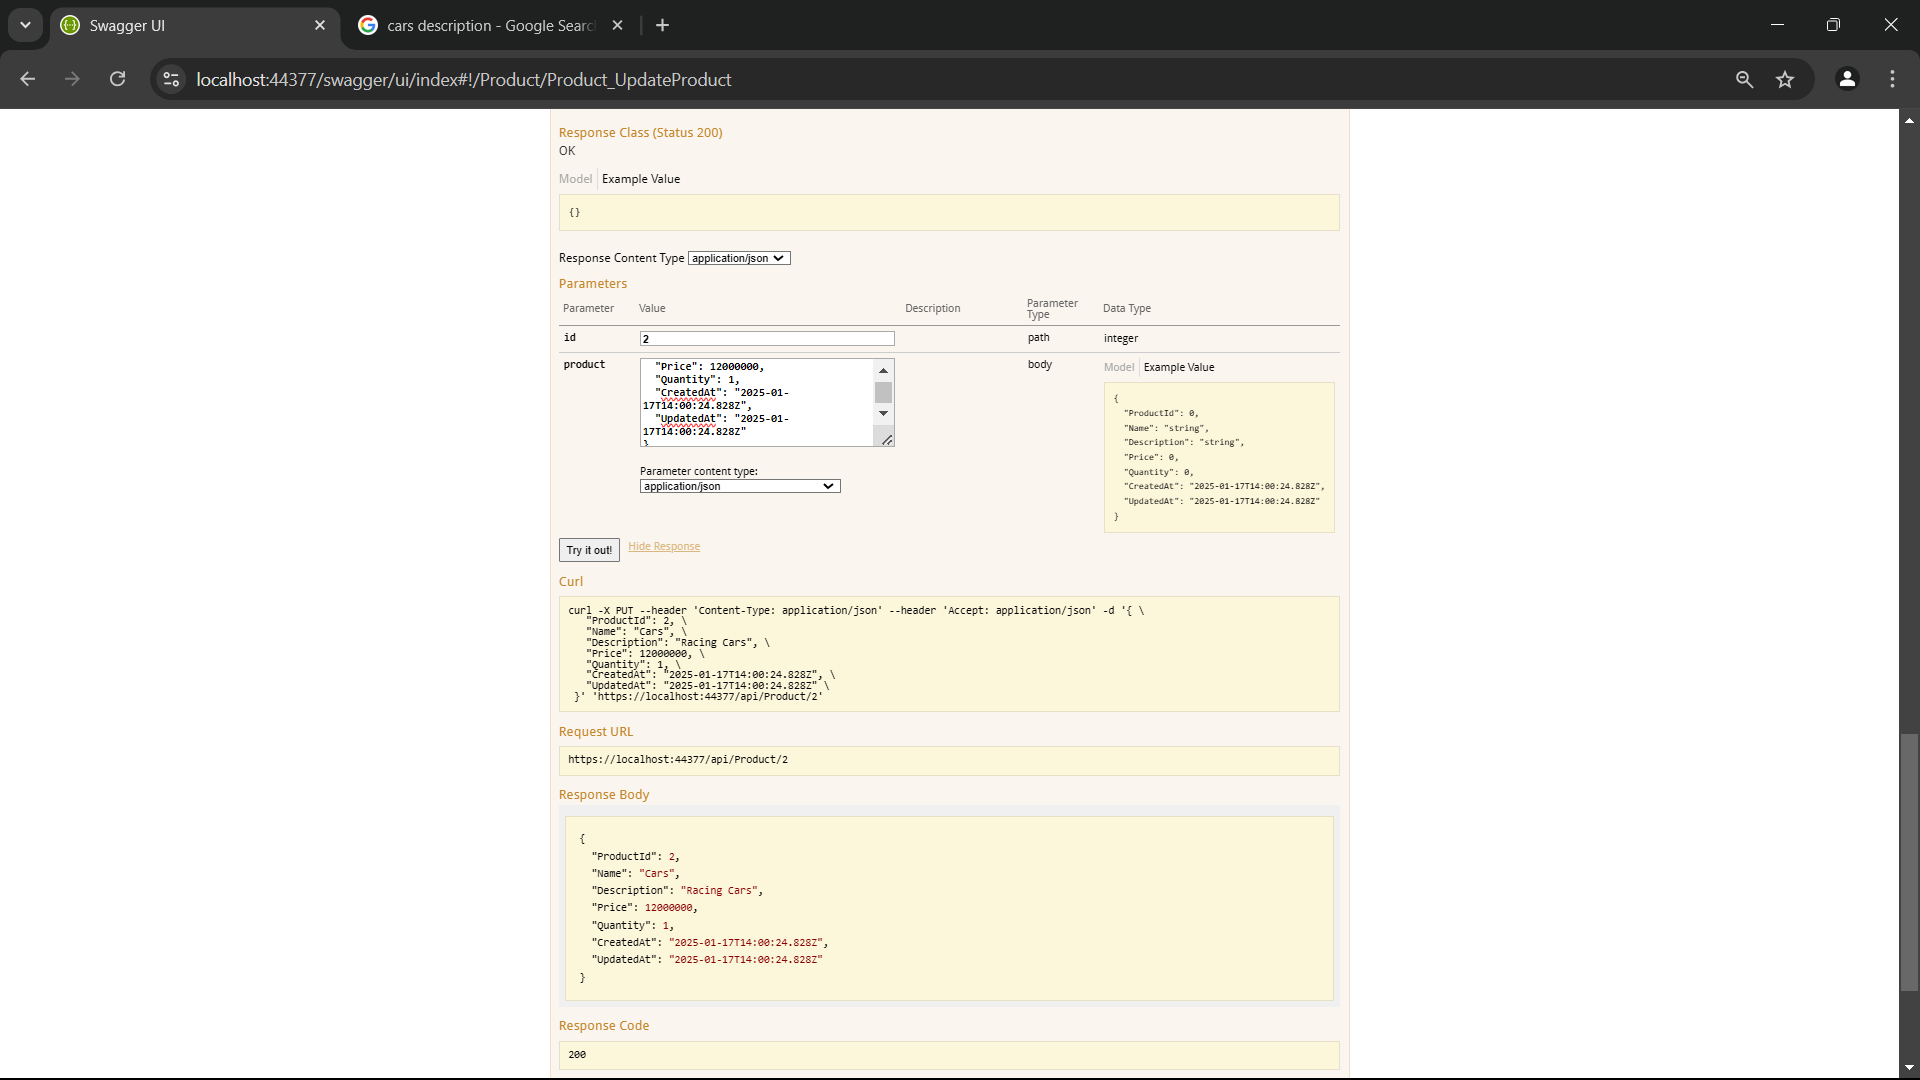 Swagger UI
cars description - Google Searc
localhost:44377/swagger/ui/index#!/Product/Product_UpdateProduct
Response Class (Status 200)
OK
Model Example Value
{}
Response Content Type application/json
Parameters
Parameter Value Description Parameter Type Data Type
id 2 path integer
product
"Price": 12000000,
"Quantity": 1,
"CreatedAt": "2025-01-
17T14:00:24.828Z",
"UpdatedAt": "2025-01-
17T14:00:24.828Z"
}
body
Model Example Value
{
"ProductId": 0,
"Name": "string",
"Description": "string",
"Price": 0,
"Quantity": 0,
"CreatedAt": "2025-01-17T14:00:24.828Z",
"UpdatedAt": "2025-01-17T14:00:24.828Z"
}
Parameter content type:
application/json
Try it out! Hide Response
Curl
curl -X PUT --header 'Content-Type: application/json' --header 'Accept: application/json' -d '{ \
"ProductId": 2, \
"Name": "Cars", \
"Description": "Racing Cars", \
"Price": 12000000, \
"Quantity": 1, \
"CreatedAt": "2025-01-17T14:00:24.828Z", \
"UpdatedAt": "2025-01-17T14:00:24.828Z" \
}' 'https://localhost:44377/api/Product/2'
Request URL
https://localhost:44377/api/Product/2
Response Body
{
"ProductId": 2,
"Name": "Cars",
"Description": "Racing Cars",
"Price": 12000000,
"Quantity": 1,
"CreatedAt": "2025-01-17T14:00:24.828Z",
"UpdatedAt": "2025-01-17T14:00:24.828Z"
}
Response Code
200